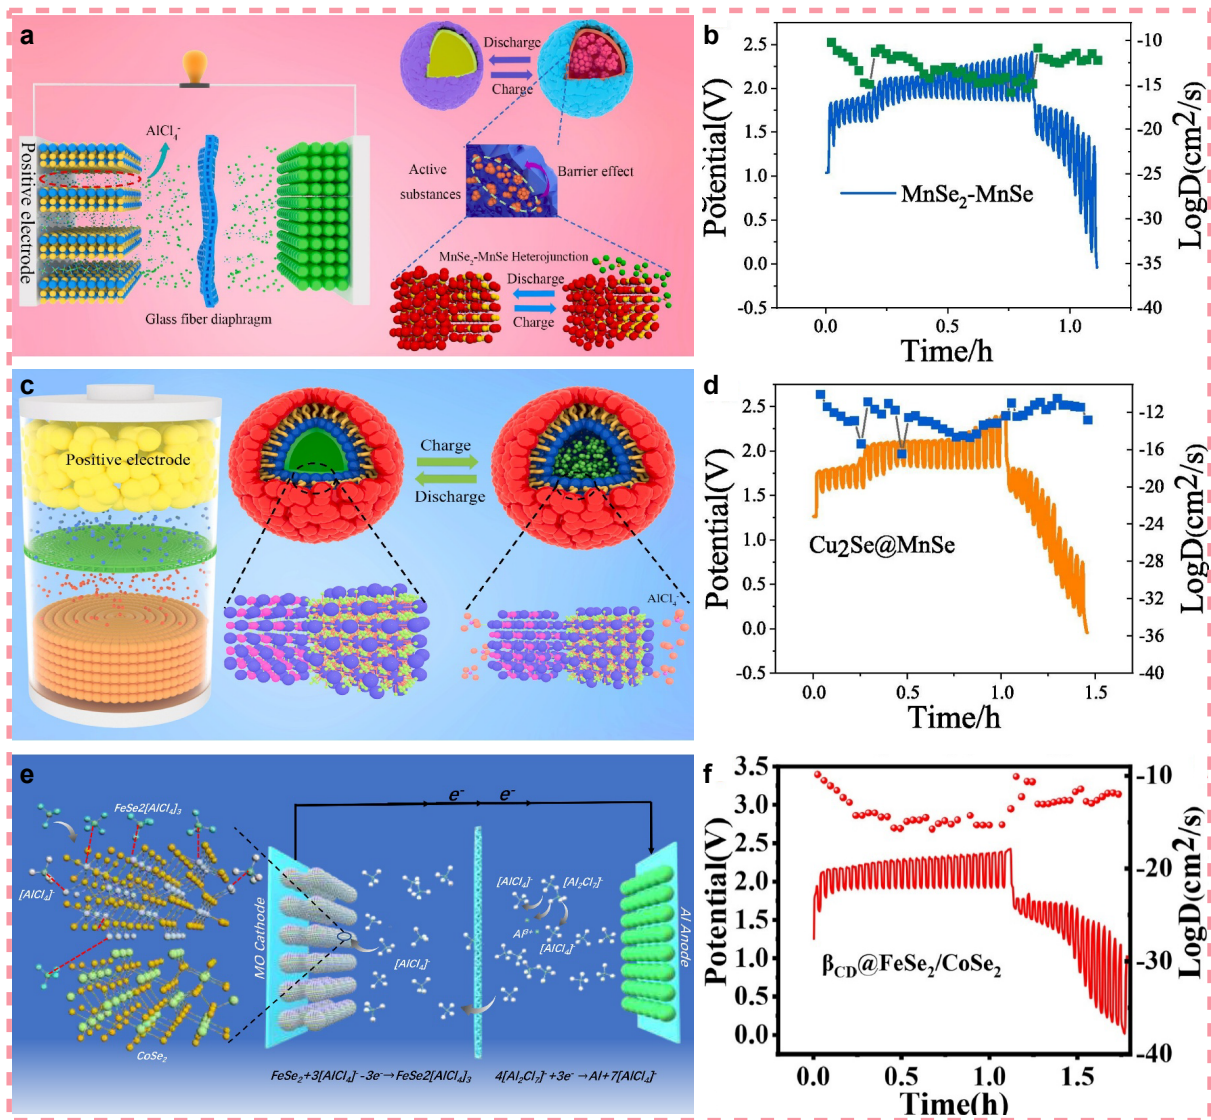 a
Positive electrode
AlCl₄⁻
Glass fiber diaphragm
Discharge
Charge
Active
substances
Barrier effect
MnSe₂-MnSe Heterojunction
Discharge
Charge
b
Potential(V)
2.5
2.0
1.5
1.0
0.5
0.0
-0.5
MnSe₂-MnSe
0.0
0.5
1.0
Time/h
-10
-15
-20
-25
-30
-35
-40
LogD(cm²/s)
c
Positive electrode
Charge
Discharge
AlCl₄⁻
d
Potential(V)
2.5
2.0
1.5
1.0
0.5
0.0
-0.5
Cu2Se@MnSe
0.0
0.5
1.0
1.5
Time/h
-12
-16
-20
-24
-28
-32
-36
-40
LogD(cm²/s)
e
FeSe2[AlCl₄]₃
[AlCl₄]⁻
CoSe₂
MO Cathode
e⁻
e⁻
[AlCl₄]⁻
[AlCl₄]⁻
[Al₂Cl₇]⁻
Al³⁺
[AlCl₄]⁻
Al Anode
FeSe₂+3[AlCl₄]⁻-3e⁻→FeSe2[AlCl₄]₃
4[Al₂Cl₇]⁻+3e⁻→Al+7[AlCl₄]⁻
f
Potential(V)
3.5
3.0
2.5
2.0
1.5
1.0
0.5
0.0
βCD@FeSe₂/CoSe₂
0.0
0.5
1.0
1.5
Time(h)
-10
-20
-30
-40
LogD(cm²/s)